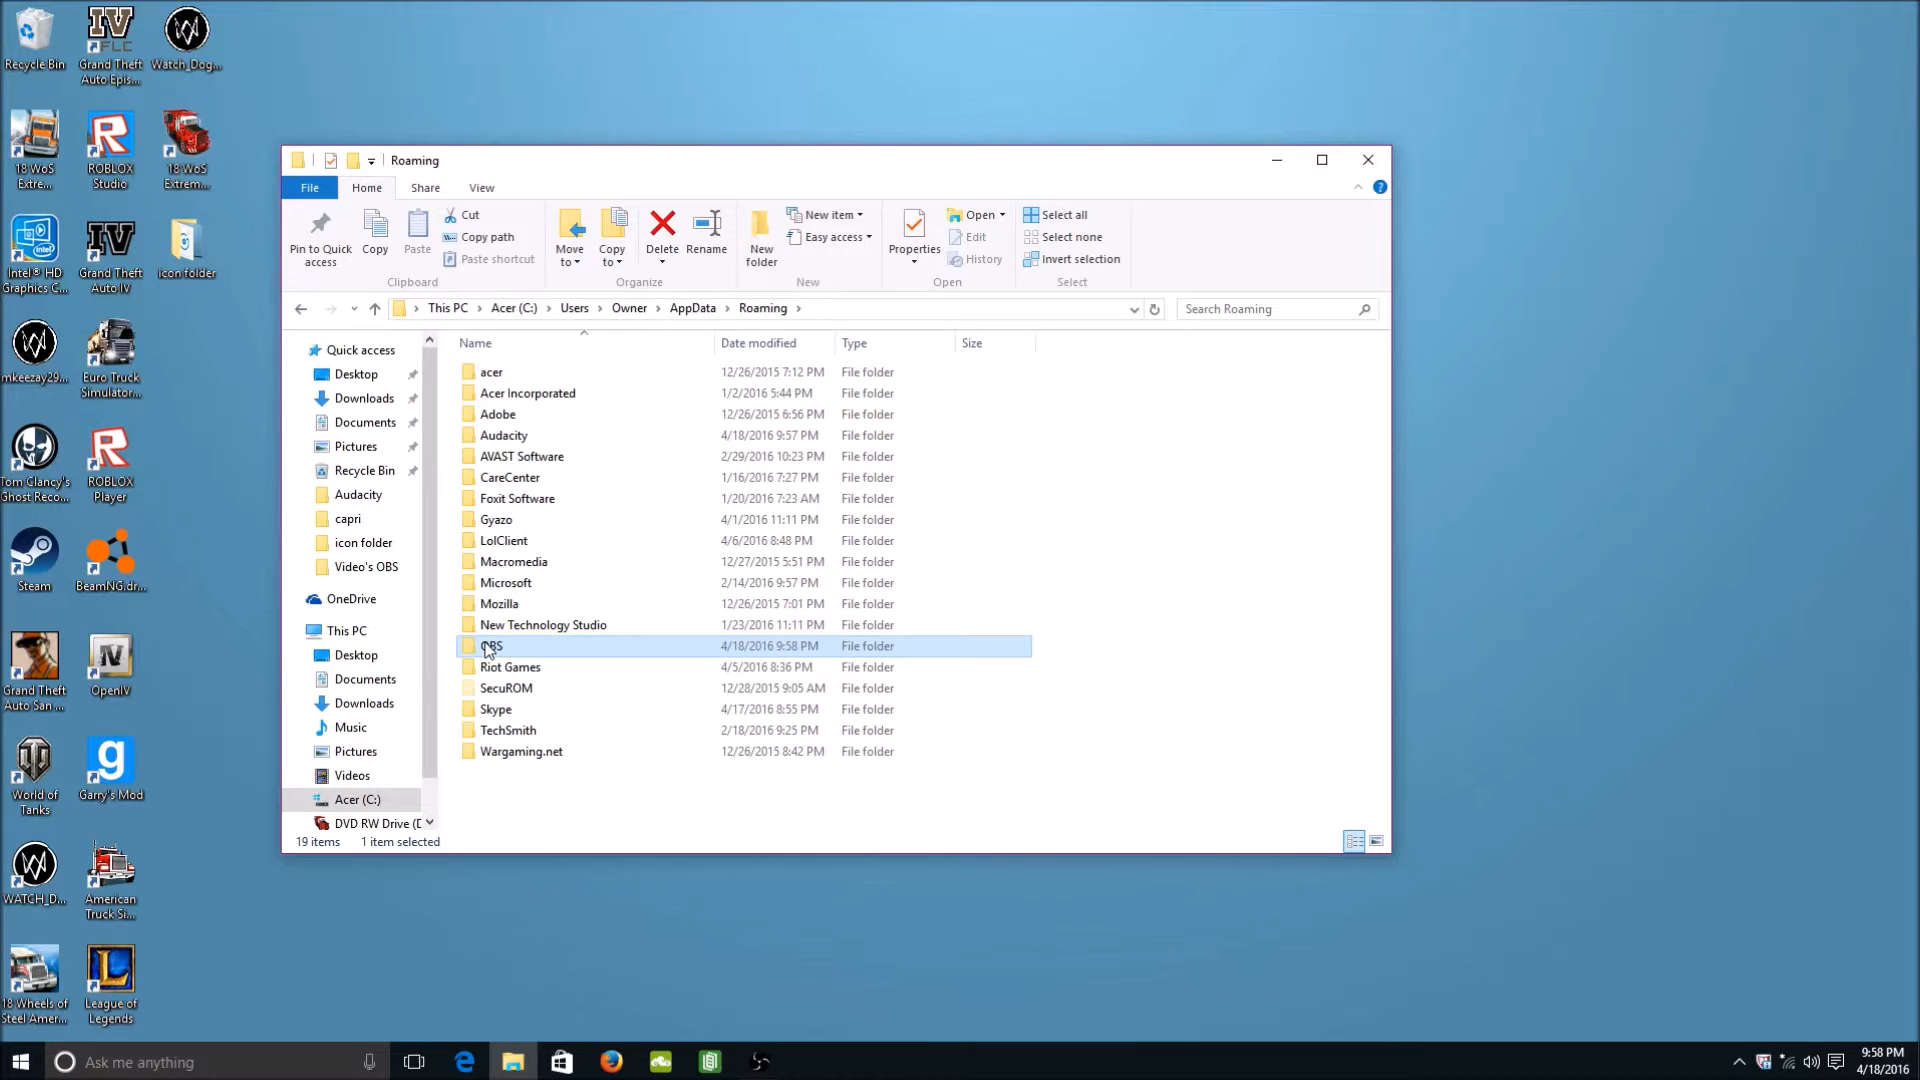 Recycle Bin
Grand Theft
Auto Epis...
Watch_Dog...
18 WoS
Extre...
ROBLOX
Studio
18 WoS
Extrem...
Intel® HD
Graphics C...
Grand Theft
Auto IV
icon folder
mkeezay29...
Euro Truck
Simulator...
Tom Clancy's
Ghost Reco...
ROBLOX
Player
Steam
BeamNG.dr...
Grand Theft
Auto San ...
OpenIV
World of
Tanks
Garry's Mod
WATCH_D...
American
Truck Si...
18 Wheels of
Steel Amer...
League of
Legends
Roaming
File Home Share View
Pin to Quick
access
Copy
Paste
Cut
Copy path
Paste shortcut
Clipboard
Move
to
Copy
to
Delete
Rename
Organize
New
folder
New item
Easy access
New
Properties
Open
Edit
History
Open
Select all
Select none
Invert selection
Select
This PC > Acer (C:) > Users > Owner > AppData > Roaming >
Search Roaming
Quick access
Desktop
Downloads
Documents
Pictures
Recycle Bin
Audacity
capri
icon folder
Video's OBS
OneDrive
This PC
Desktop
Documents
Downloads
Music
Pictures
Videos
Acer (C:)
DVD RW Drive (D
Name Date modified Type Size
acer 12/26/2015 7:12 PM File folder
Acer Incorporated 1/2/2016 5:44 PM File folder
Adobe 12/26/2015 6:56 PM File folder
Audacity 4/18/2016 9:57 PM File folder
AVAST Software 2/29/2016 10:23 PM File folder
CareCenter 1/16/2016 7:27 PM File folder
Foxit Software 1/20/2016 7:23 AM File folder
Gyazo 4/1/2016 11:11 PM File folder
LolClient 4/6/2016 8:48 PM File folder
Macromedia 12/27/2015 5:51 PM File folder
Microsoft 2/14/2016 9:57 PM File folder
Mozilla 12/26/2015 7:01 PM File folder
New Technology Studio 1/23/2016 11:11 PM File folder
OBS 4/18/2016 9:58 PM File folder
Riot Games 4/5/2016 8:36 PM File folder
SecuROM 12/28/2015 9:05 AM File folder
Skype 4/17/2016 8:55 PM File folder
TechSmith 2/18/2016 9:25 PM File folder
Wargaming.net 12/26/2015 8:42 PM File folder
19 items 1 item selected
Ask me anything
9:58 PM
4/18/2016